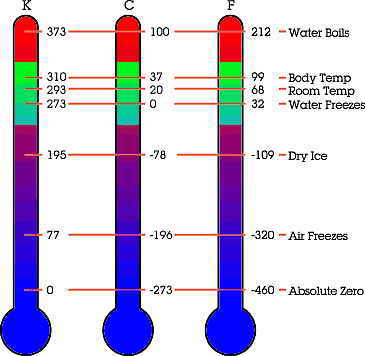 K C F
373 100 212 Water Boils
310 37 99 Body Temp
293 20 68 Room Temp
273 0 32 Water Freezes
195 -78 -109 Dry Ice
77 -196 -320 Air Freezes
0 -273 -460 Absolute Zero